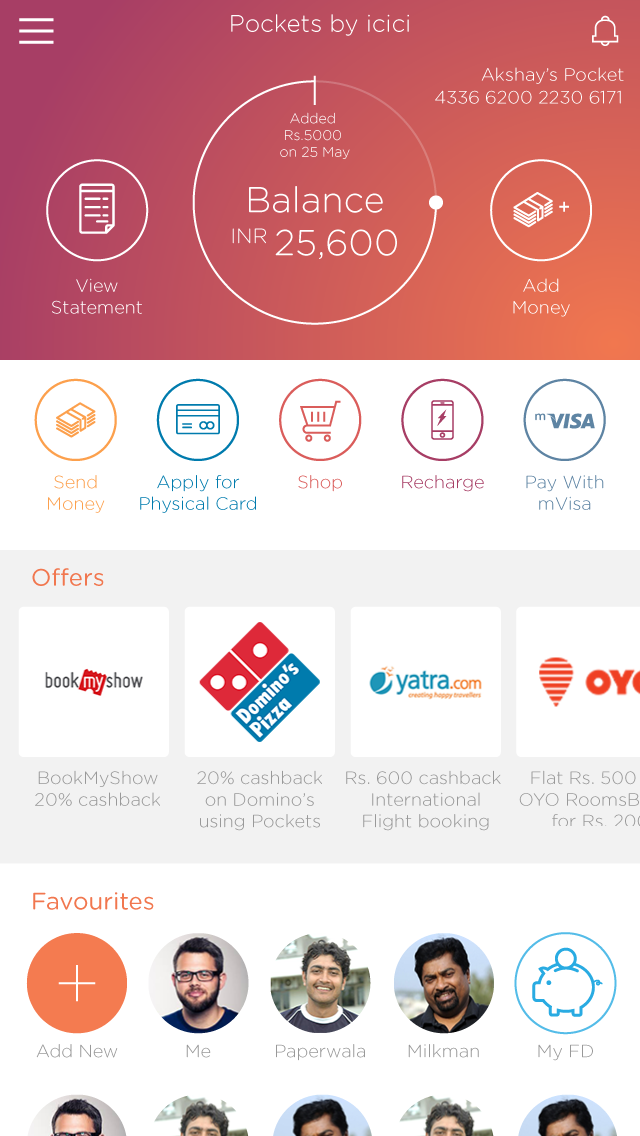 Pockets by icici
Akshay's Pocket
4336 6200 2230 6171
Added
Rs.5000
on 25 May
Balance
INR 25,600
View
Statement
Add
Money
Send
Money
Apply for
Physical Card
Shop
Recharge
mVISA
Pay With
mVisa
Offers
bookmyshow
Domino's
Pizza
yatra.com
creating happy travellers
OYO
BookMyShow
20% cashback
20% cashback
on Domino's
using Pockets
Rs. 600 cashback
International
Flight booking
Flat Rs. 500
OYO RoomsB
for Rs. 200
Favourites
Add New
Me
Paperwala
Milkman
My FD